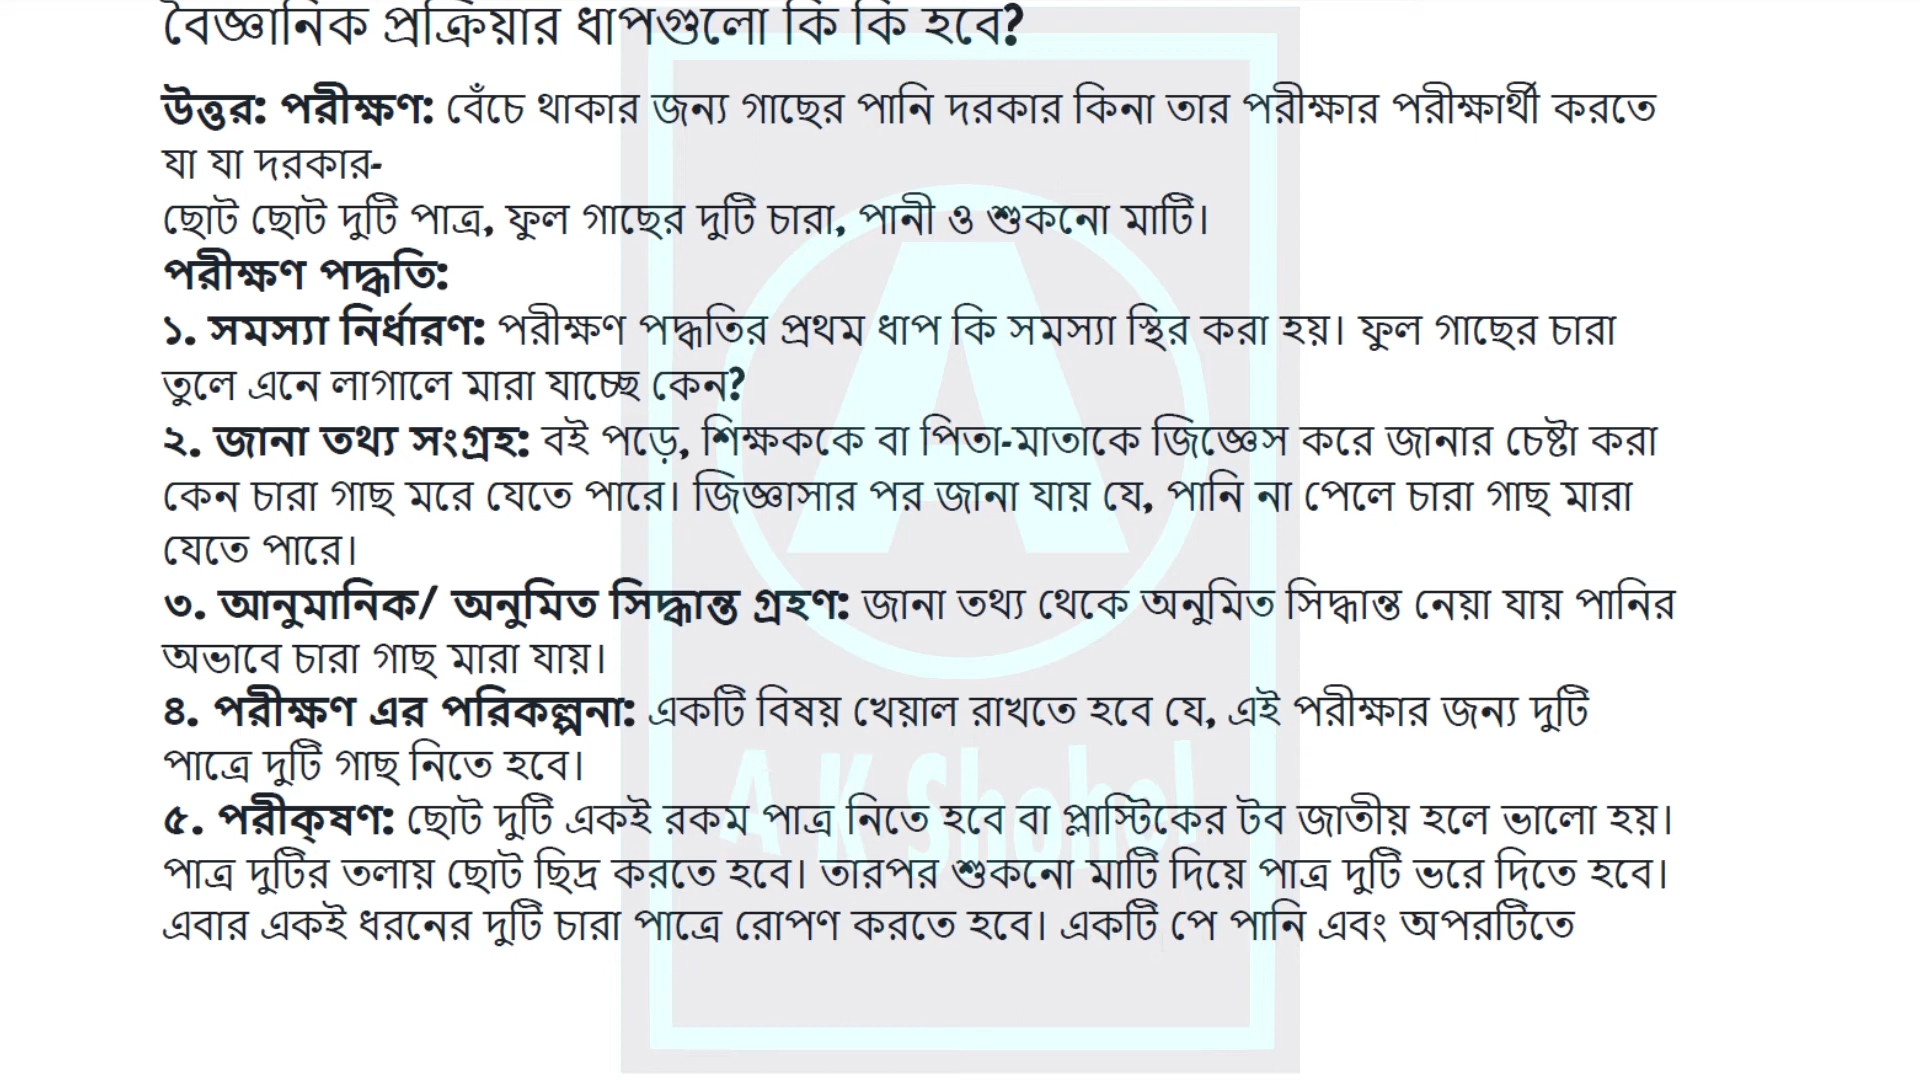 বৈজ্ঞানিক প্রক্রিয়ার ধাপগুলো কি কি হবে?
উত্তর: পরীক্ষণ: বেঁচে থাকার জন্য গাছের পানি দরকার কিনা তার পরীক্ষার পরীক্ষার্থী করতে
যা যা দরকার-
ছোট ছোট দুটি পাত্র, ফুল গাছের দুটি চারা, পানী ও শুকনো মাটি।
পরীক্ষণ পদ্ধতি:
১. সমস্যা নির্ধারণ: পরীক্ষণ পদ্ধতির প্রথম ধাপ কি সমস্যা স্থির করা হয়। ফুল গাছের চারা
তুলে এনে লাগালে মারা যাচ্ছে কেন?
২. জানা তথ্য সংগ্রহ: বই পড়ে, শিক্ষককে বা পিতা-মাতাকে জিজ্ঞেস করে জানার চেষ্টা করা
কেন চারা গাছ মরে যেতে পারে। জিজ্ঞাসার পর জানা যায় যে, পানি না পেলে চারা গাছ মারা
যেতে পারে।
৩. আনুমানিক/ অনুমিত সিদ্ধান্ত গ্রহণ: জানা তথ্য থেকে অনুমিত সিদ্ধান্ত নেয়া যায় পানির
অভাবে চারা গাছ মারা যায়।
৪. পরীক্ষণ এর পরিকল্পনা: একটি বিষয় খেয়াল রাখতে হবে যে, এই পরীক্ষার জন্য দুটি
পাত্রে দুটি গাছ নিতে হবে।
৫. পরীক্‌ষণ: ছোট দুটি একই রকম পাত্র নিতে হবে বা প্লাস্টিকের টব জাতীয় হলে ভালো হয়।
পাত্র দুটির তলায় ছোট ছিদ্র করতে হবে। তারপর শুকনো মাটি দিয়ে পাত্র দুটি ভরে দিতে হবে।
এবার একই ধরনের দুটি চারা পাত্রে রোপণ করতে হবে। একটি পে পানি এবং অপরটিতে
A
A K Shohel